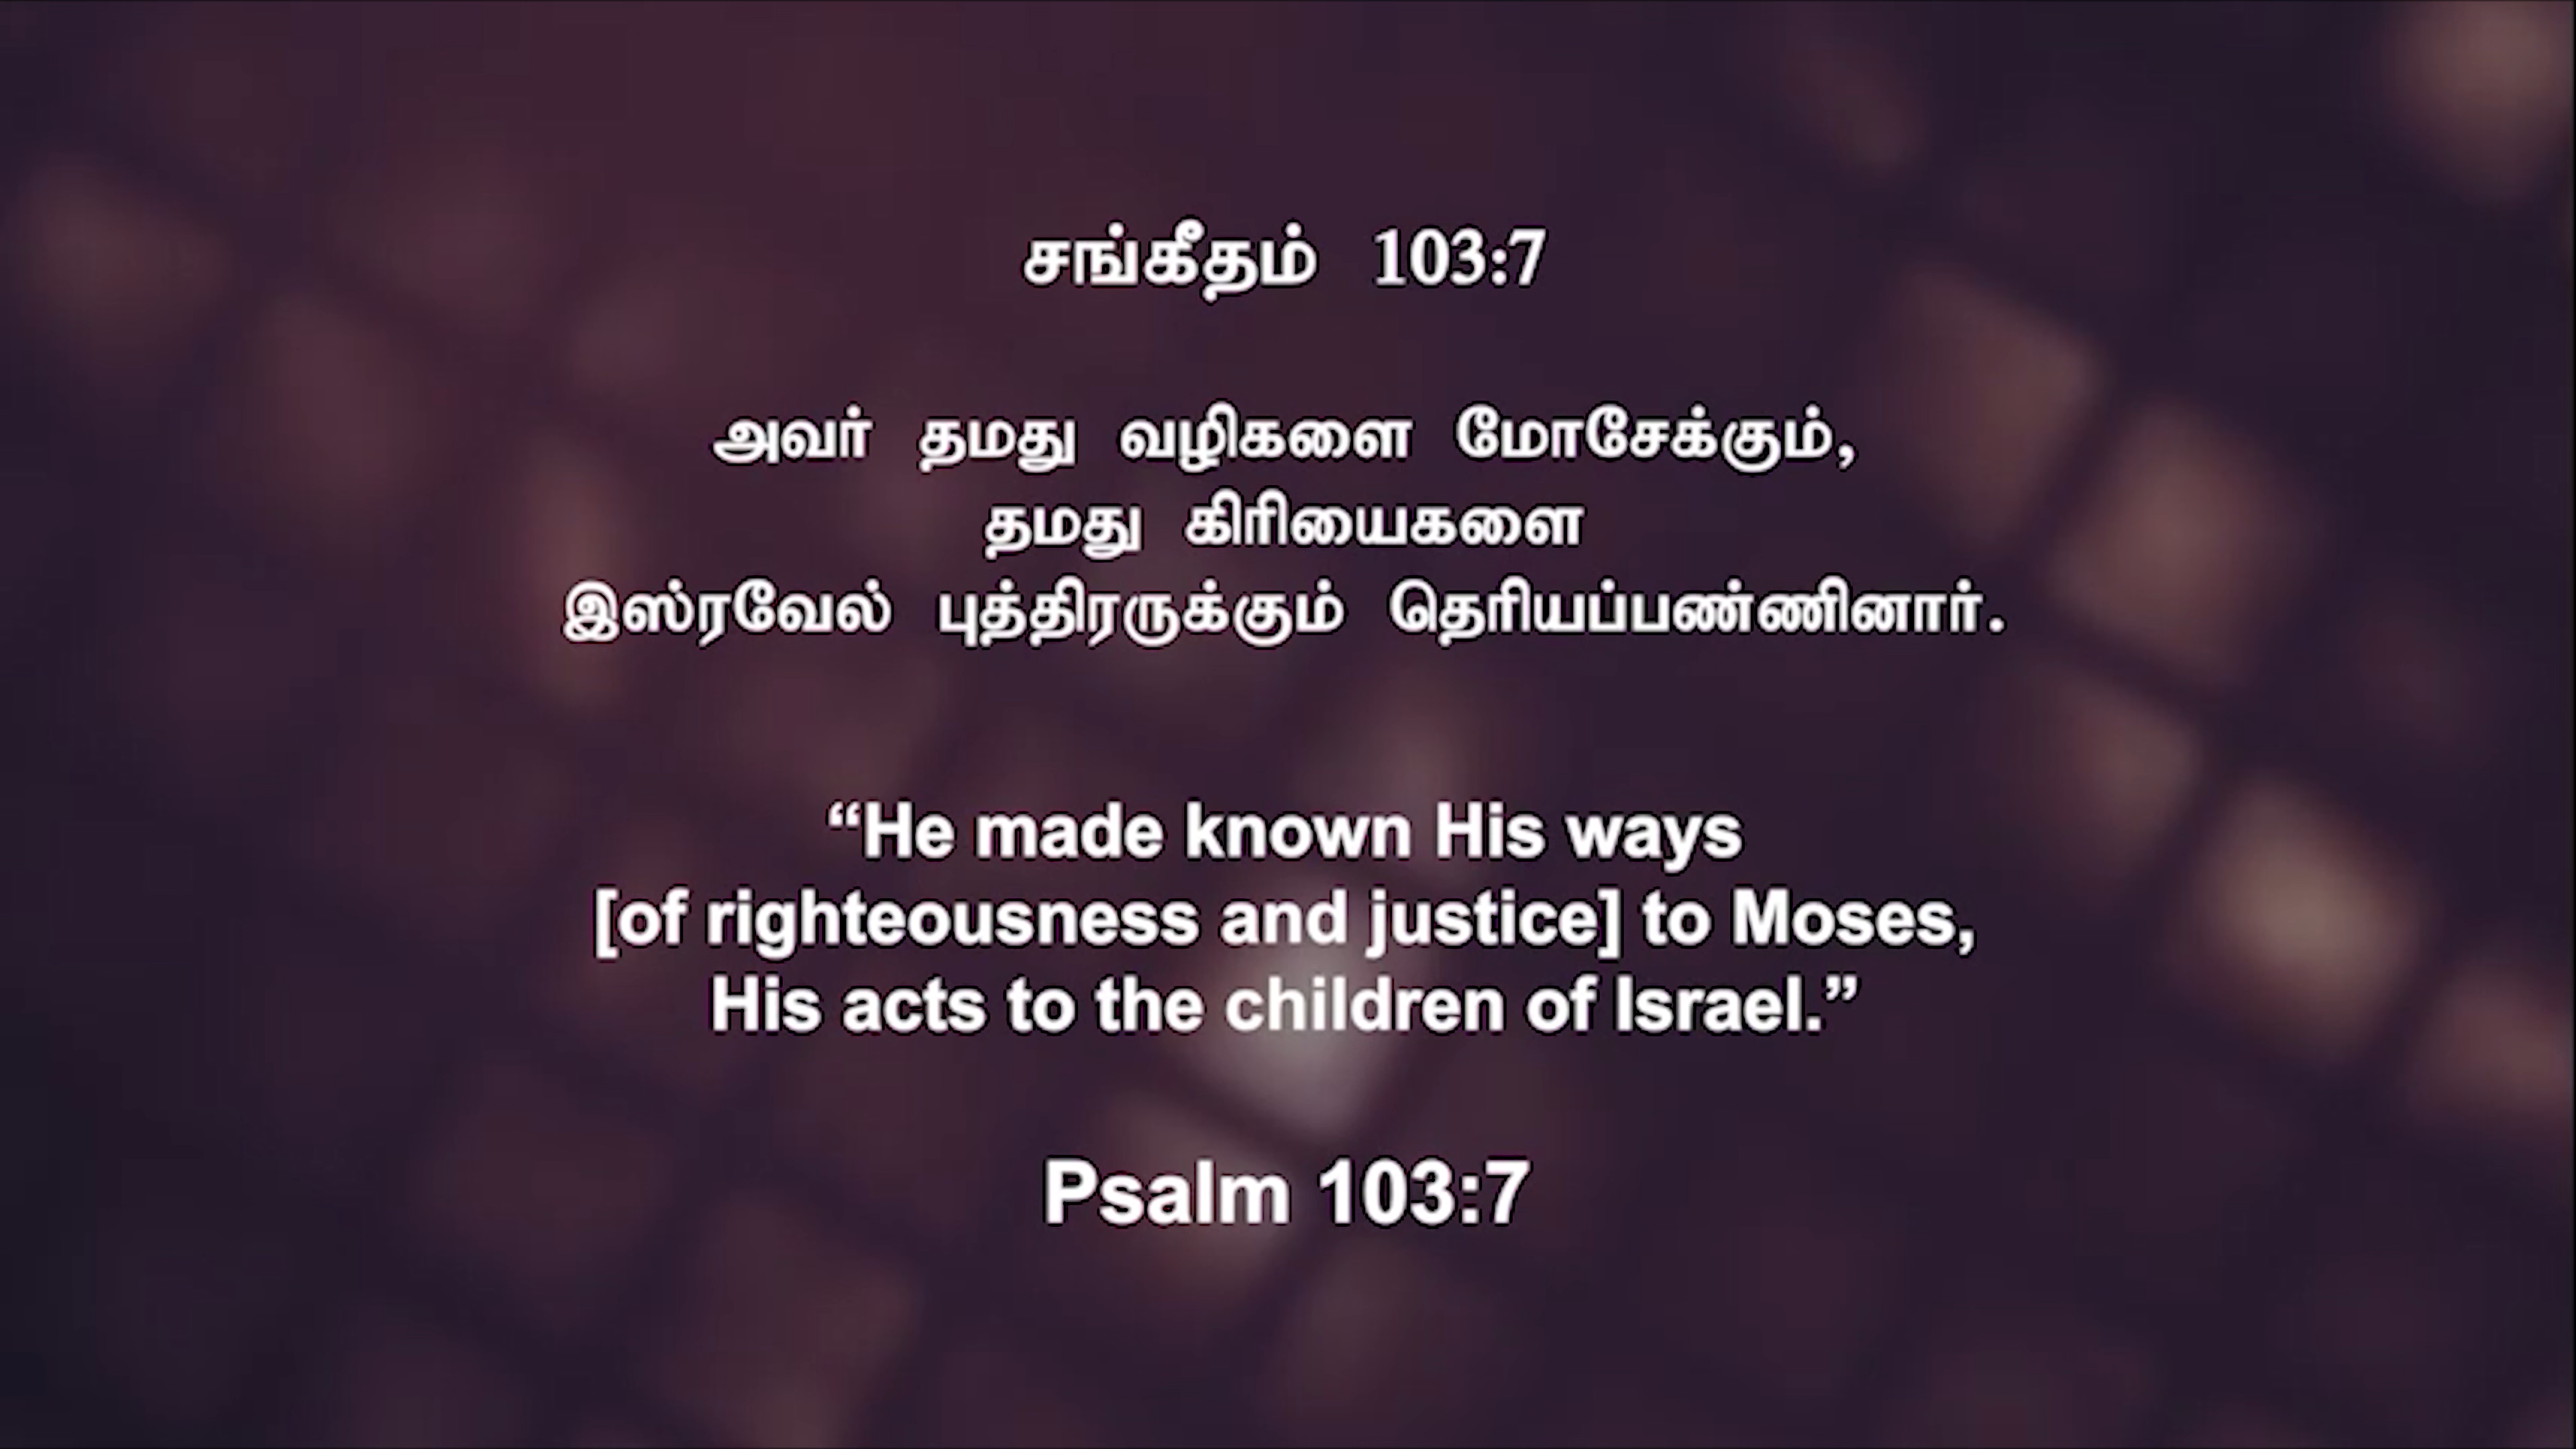 சங்கீதம் 103:7
அவர் தமது வழிகளை மோசேக்கும்,
தமது கிரியைகளை
இஸ்ரவேல் புத்திரருக்கும் தெரியப்பண்ணினார்.
“He made known His ways
[of righteousness and justice] to Moses,
His acts to the children of Israel.”
Psalm 103:7